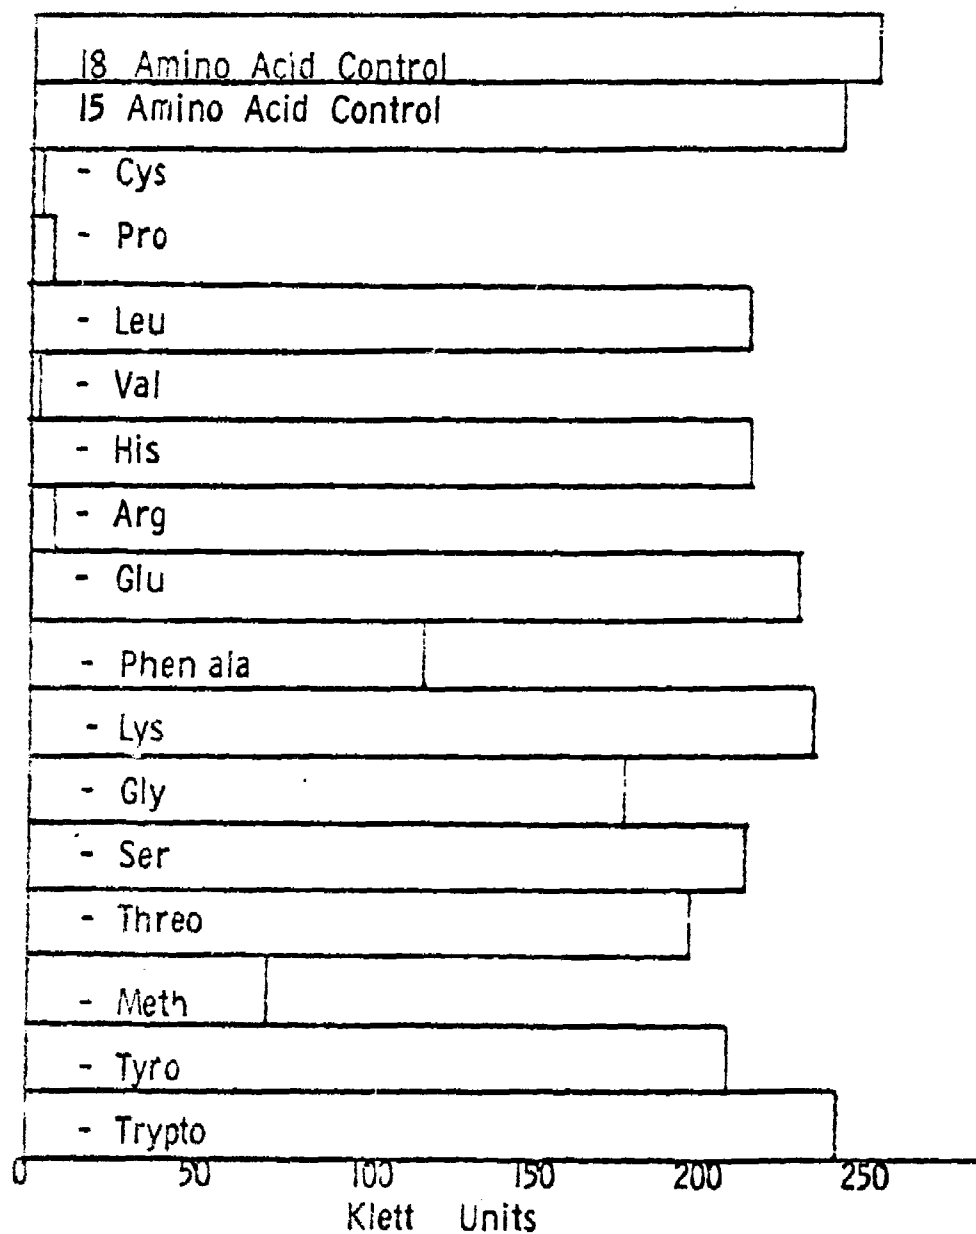 18 Amino Acid Control
15 Amino Acid Control
- Cys
- Pro
- Leu
- Val
- His
- Arg
- Glu
- Phen ala
- Lys
- Gly
- Ser
- Threo
- Meth
- Tyro
- Trypto
0 50 100 150 200 250
Klett Units